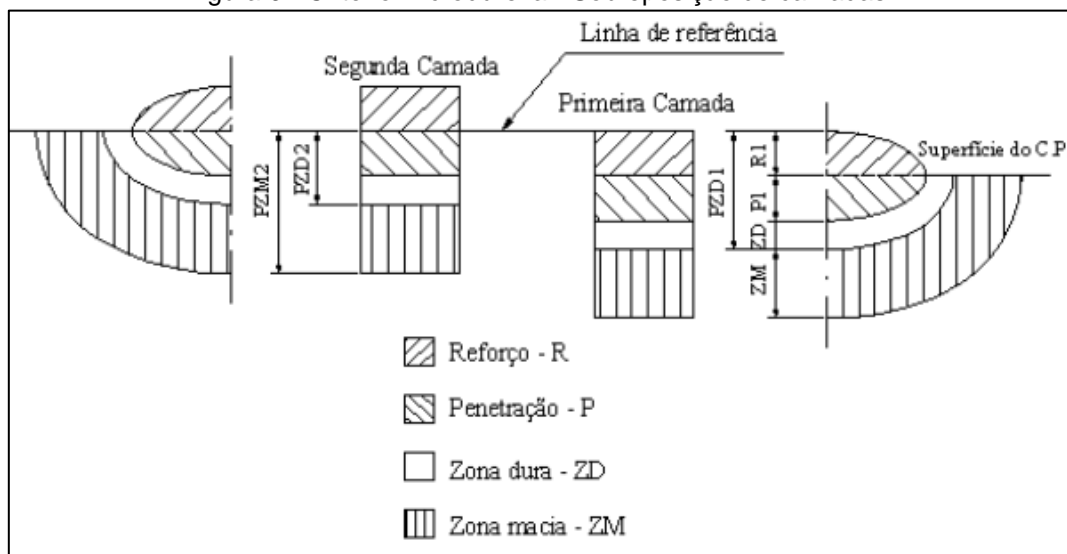 Linha de referência
Segunda Camada
Primeira Camada
Superfície do C.P
PZM2
PZD2
PZD1
R1
P1
ZD
ZM
Reforço - R
Penetração - P
Zona dura - ZD
Zona macia - ZM